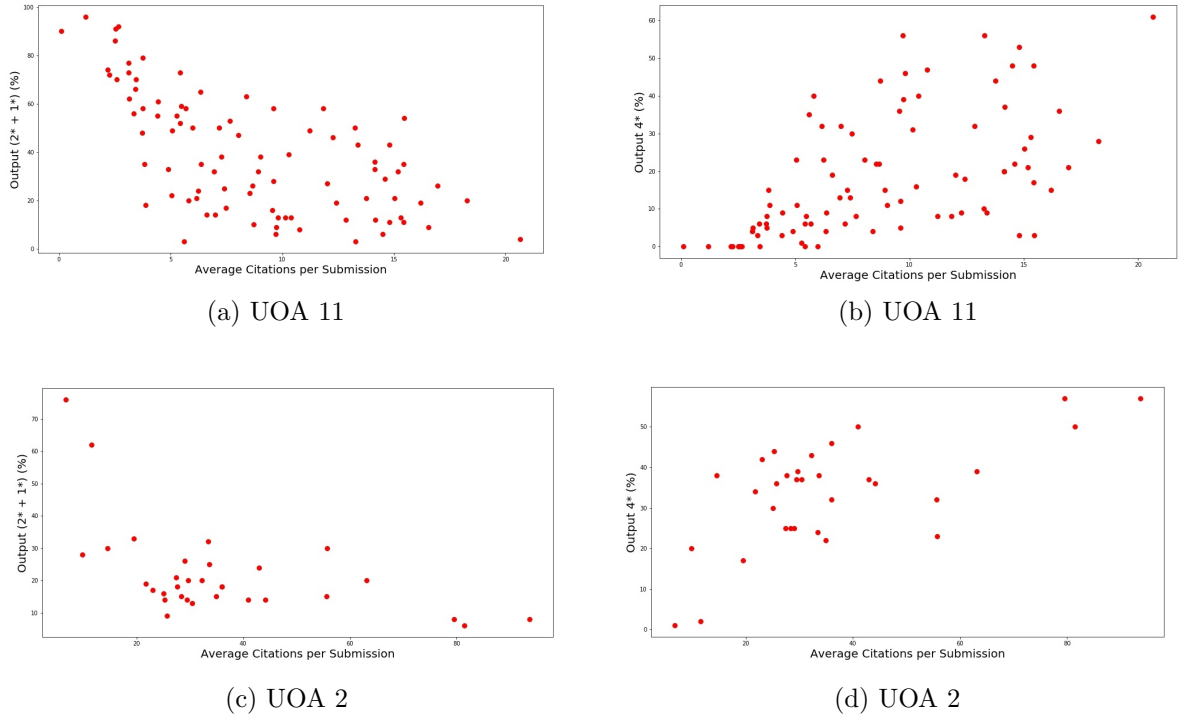 100
80
60
40
20
0
Output (2* + 1*) (%)
0 5 10 15 20
Average Citations per Submission
(a) UOA 11
60
50
40
30
20
10
0
Output 4* (%)
0 5 10 15 20
Average Citations per Submission
(b) UOA 11
70
60
50
40
30
20
10
Output (2* + 1*) (%)
20 40 60 80
Average Citations per Submission
(c) UOA 2
50
40
30
20
10
0
Output 4* (%)
20 40 60 80
Average Citations per Submission
(d) UOA 2